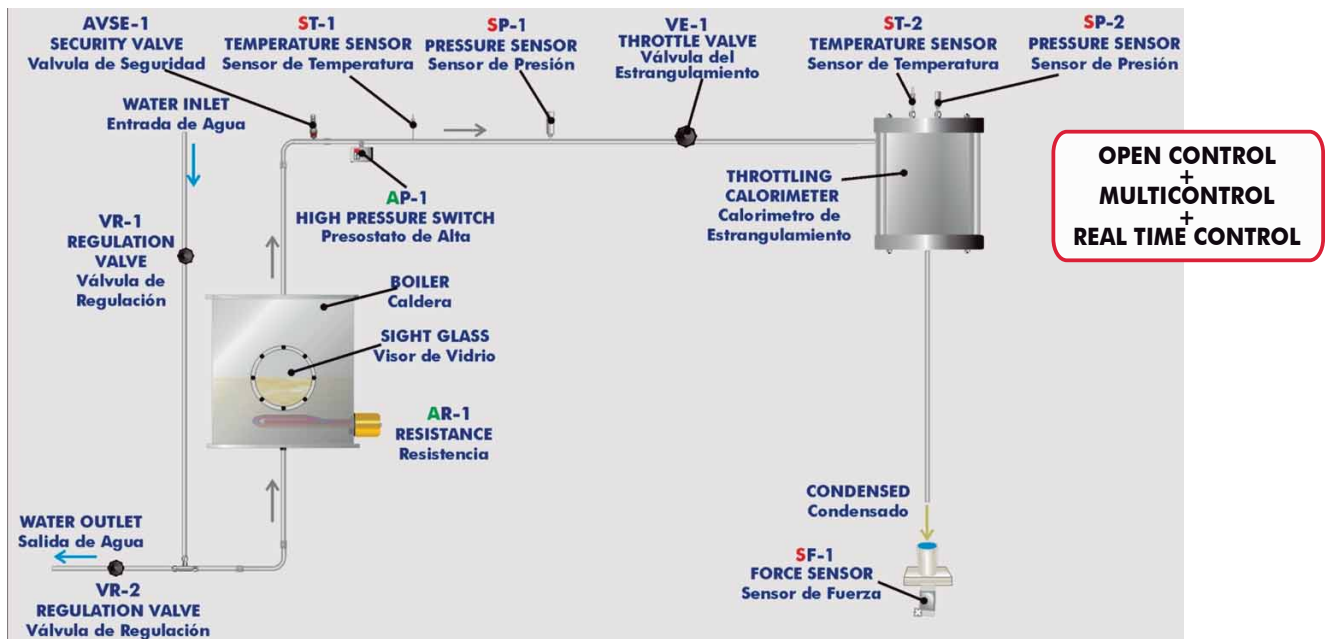 AVSE-1
SECURITY VALVE
Valvula de Seguridad
ST-1
TEMPERATURE SENSOR
Sensor de Temperatura
SP-1
PRESSURE SENSOR
Sensor de Presión
VE-1
THROTTLE VALVE
Válvula del
Estrangulamiento
ST-2
TEMPERATURE SENSOR
Sensor de Temperatura
SP-2
PRESSURE SENSOR
Sensor de Presión
WATER INLET
Entrada de Agua
OPEN CONTROL
+
MULTICONTROL
+
REAL TIME CONTROL
THROTTLING
CALORIMETER
Calorimetro de
Estrangulamiento
AP-1
HIGH PRESSURE SWITCH
Presostato de Alta
VR-1
REGULATION
VALVE
Válvula de
Regulación
BOILER
Caldera
SIGHT GLASS
Visor de Vidrio
AR-1
RESISTANCE
Resistencia
CONDENSED
Condensado
WATER OUTLET
Salida de Agua
SF-1
FORCE SENSOR
Sensor de Fuerza
VR-2
REGULATION VALVE
Válvula de Regulación